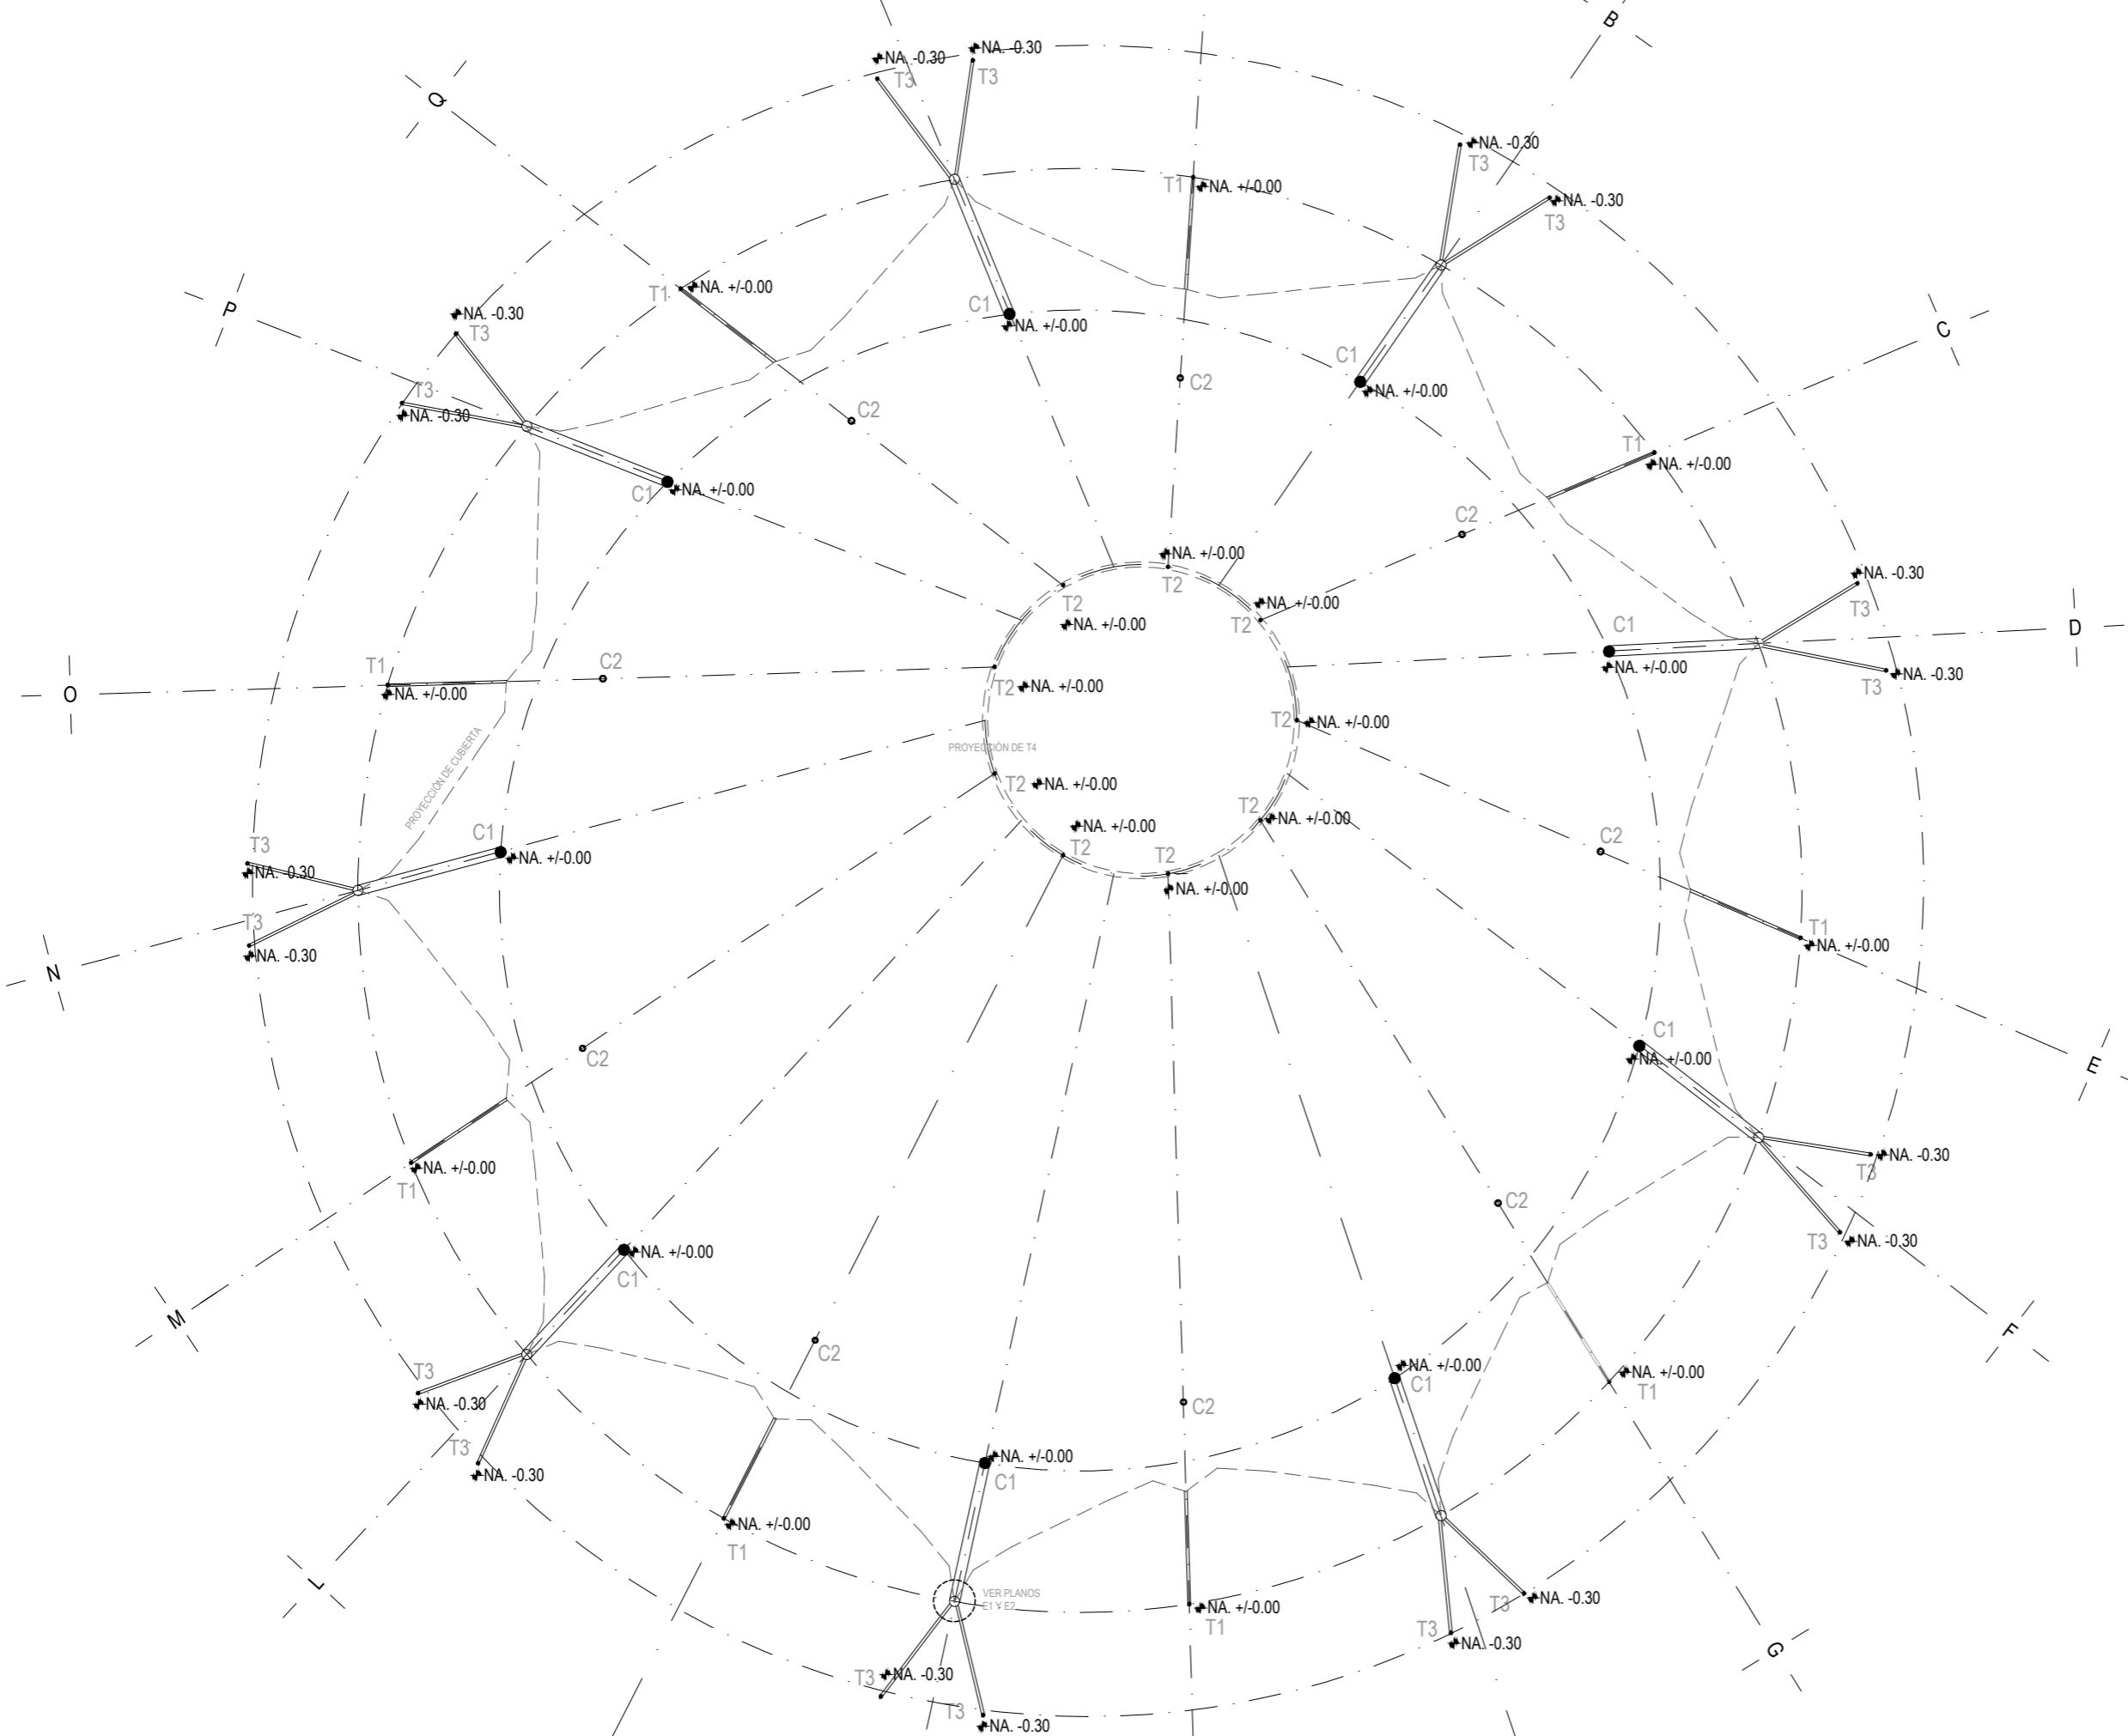 B
NA. -0.30
NA. -0.30
T3
T3
Q
NA. -0.30
T3
NA. -0.30
T3
T1
NA. +/-0.00
P
T1
NA. +/-0.00
NA. -0.30
T3
C1
NA. +/-0.00
C
C1
NA. +/-0.00
C2
T3
NA. -0.30
C2
T1
NA. +/-0.00
C1
NA. +/-0.00
C2
NA. +/-0.00
T2
NA. -0.30
T3
T2
NA. +/-0.00
NA. +/-0.00
T2
C1
NA. +/-0.00
D
T3
NA. -0.30
O
T1
NA. +/-0.00
C2
T2
NA. +/-0.00
T2
NA. +/-0.00
PROYECCIÓN DE CUBIERTA
PROYECCIÓN DE T4
T2
NA. +/-0.00
T2
NA. +/-0.00
T3
NA. -0.30
C1
NA. +/-0.00
NA. +/-0.00
T2
T2
NA. +/-0.00
C2
T3
NA. -0.30
N
T1
NA. +/-0.00
C2
C1
NA. +/-0.00
E
T1
NA. +/-0.00
NA. -0.30
T3
M
NA. +/-0.00
C1
C2
T3
NA. -0.30
F
T3
NA. -0.30
C2
NA. +/-0.00
C1
NA. +/-0.00
T1
C2
T3
NA. -0.30
NA. +/-0.00
C1
NA. +/-0.00
T1
L
VER PLANOS
E1 Y E2
NA. +/-0.00
T1
T3
NA. -0.30
T3
NA. -0.30
G
T3
NA. -0.30
T3
NA. -0.30